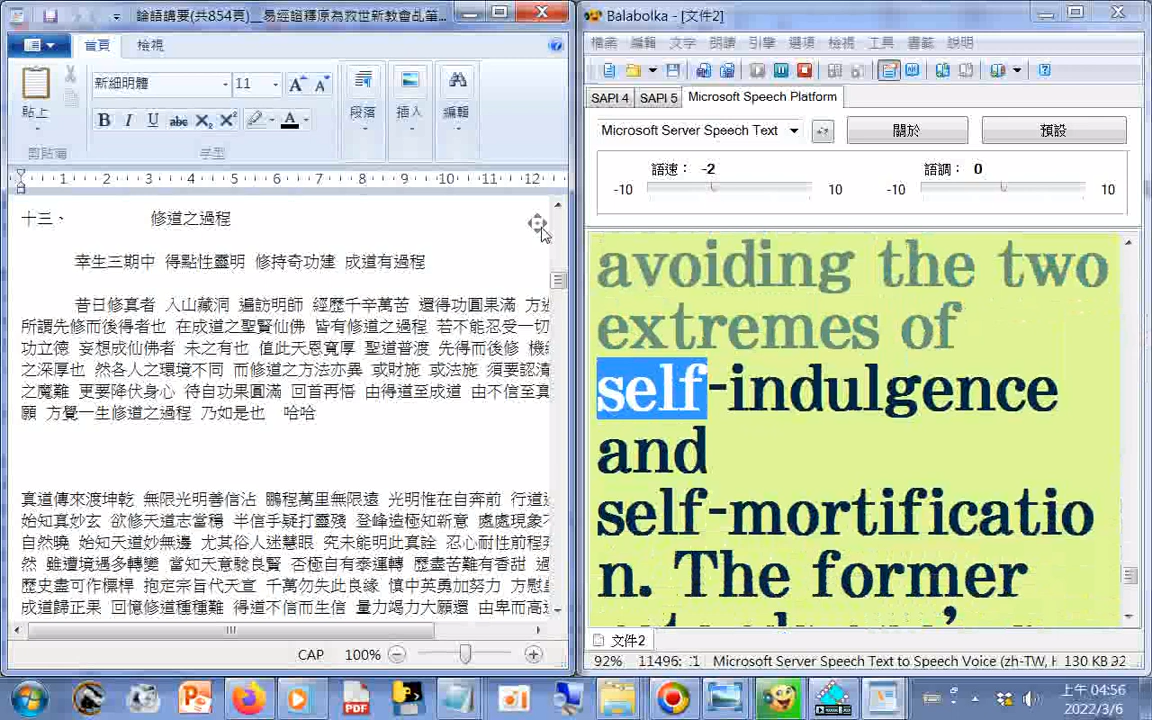 論語講要(共854頁)__易經證釋原為救世新教會乩筆...
首頁 檢視
貼上
剪貼簿
新細明體 11
B I U abc X₂ X² A
字型
段落
插入
編輯
1 2 3 4 5 6 7 8 9 10 11 12
十三、 修道之過程
幸生三期中 得點性靈明 修持奇功建 成道有過程
昔日修真者 入山藏洞 遍訪明師 經歷千辛萬苦 還得功圓果滿 方
所謂先修而後得者也 在成道之聖賢仙佛 皆有修道之過程 若不能忍受一切
功立德 妄想成仙佛者 未之有也 值此天恩寬厚 聖道普渡 先得而後修 機
之深厚也 然各人之環境不同 而修道之方法亦異 或財施 或法施 須要認清
之魔難 更要降伏身心 待自功果圓滿 回首再悟 由得道至成道 由不信至真
願 方覺一生修道之過程 乃如是也 哈哈
真道傳來渡坤乾 無限光明善信沾 鵬程萬里無限遠 光明惟在自奔前 行道
始知真妙玄 欲修天道志當穩 半信半疑打靈殘 登峰造極知新意 處處現象
自然曉 始知天道妙無邊 尤其俗人迷慧眼 究未能明此真詮 忍心耐性前程
然 雖遭境遇多轉變 當知天意驗良賢 否極自有泰運轉 歷盡苦難有香甜
歷史盡可作標桿 抱定宗旨代天宣 千萬勿失此良緣 慎中英勇加努力 方慰
成道歸正果 回憶修道種種難 得道不信而生信 量力竭力大願還 由卑而高
CAP 100%
Balabolka - [文件2]
檔案 編輯 文字 朗讀 引擎 選項 檢視 工具 書籤 說明
SAPI 4 SAPI 5 Microsoft Speech Platform
Microsoft Server Speech Text 關於 預設
語速： -2 語調： 0
-10 10 -10 10
avoiding the two
extremes of
self-indulgence
and
self-mortificatio
n. The former
文件2
92% 11496: :1 Microsoft Server Speech Text to Speech Voice (zh-TW, H 130 KB
上午 04:56
2022/3/6